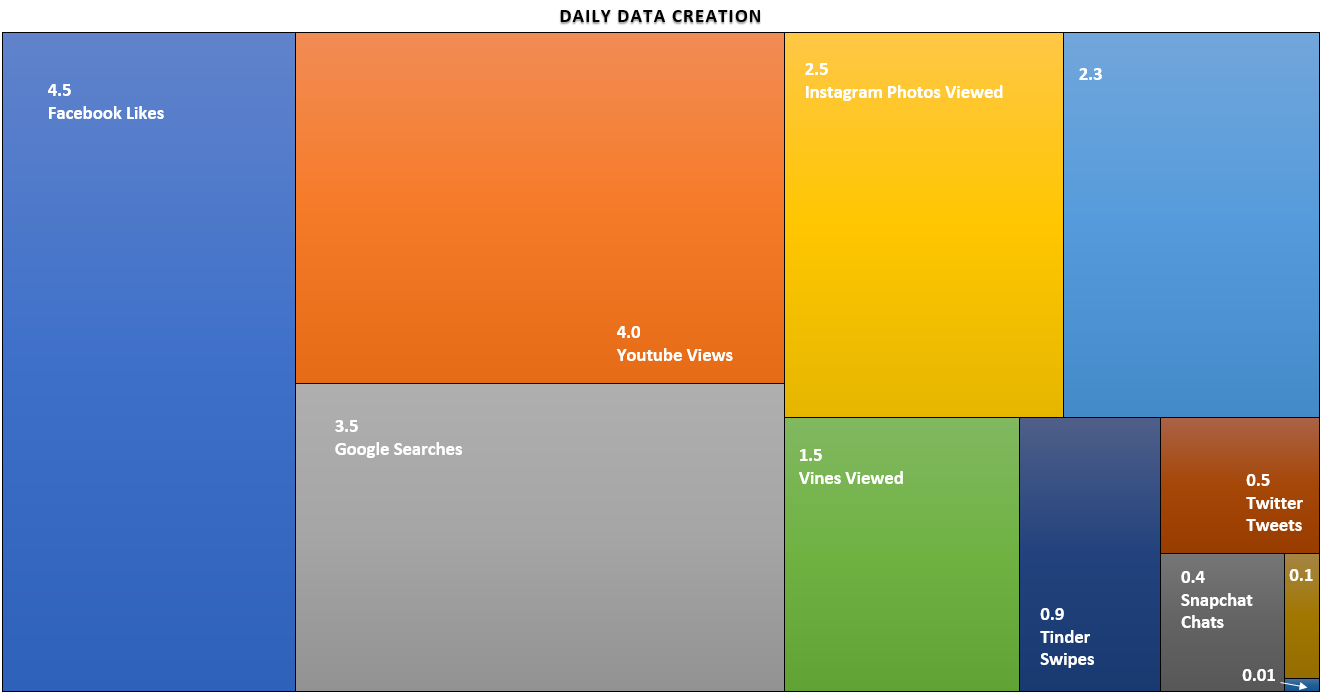 DAILY DATA CREATION
4.5
Facebook Likes
4.0
Youtube Views
3.5
Google Searches
2.5
Instagram Photos Viewed
2.3
1.5
Vines Viewed
0.9
Tinder
Swipes
0.5
Twitter
Tweets
0.4
Snapchat
Chats
0.1
0.01